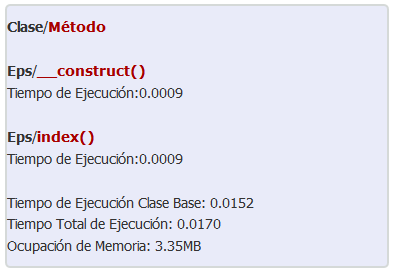 Clase/Método
Eps/__construct()
Tiempo de Ejecución:0.0009
Eps/index()
Tiempo de Ejecución:0.0009
Tiempo de Ejecución Clase Base: 0.0152
Tiempo Total de Ejecución: 0.0170
Ocupación de Memoria: 3.35MB